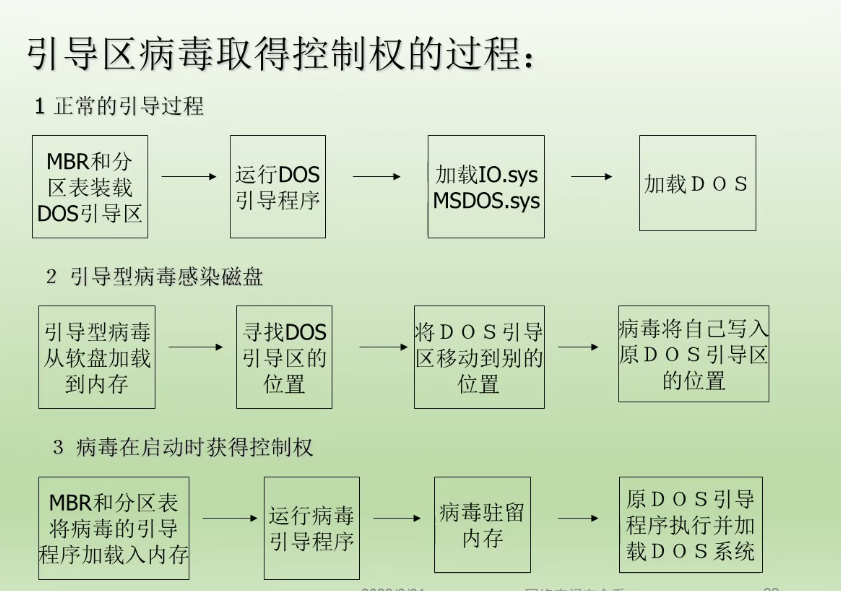 引导区病毒取得控制权的过程：
1 正常的引导过程
MBR和分
区表装载
DOS引导区
运行DOS
引导程序
加载IO.sys
MSDOS.sys
加载ＤＯＳ
2 引导型病毒感染磁盘
引导型病毒
从软盘加载
到内存
寻找DOS
引导区的
位置
将ＤＯＳ引导
区移动到别的
位置
病毒将自己写入
原ＤＯＳ引导区
的位置
3 病毒在启动时获得控制权
MBR和分区表
将病毒的引导
程序加载入内存
运行病毒
引导程序
病毒驻留
内存
原ＤＯＳ引导
程序执行并加
载ＤＯＳ系统